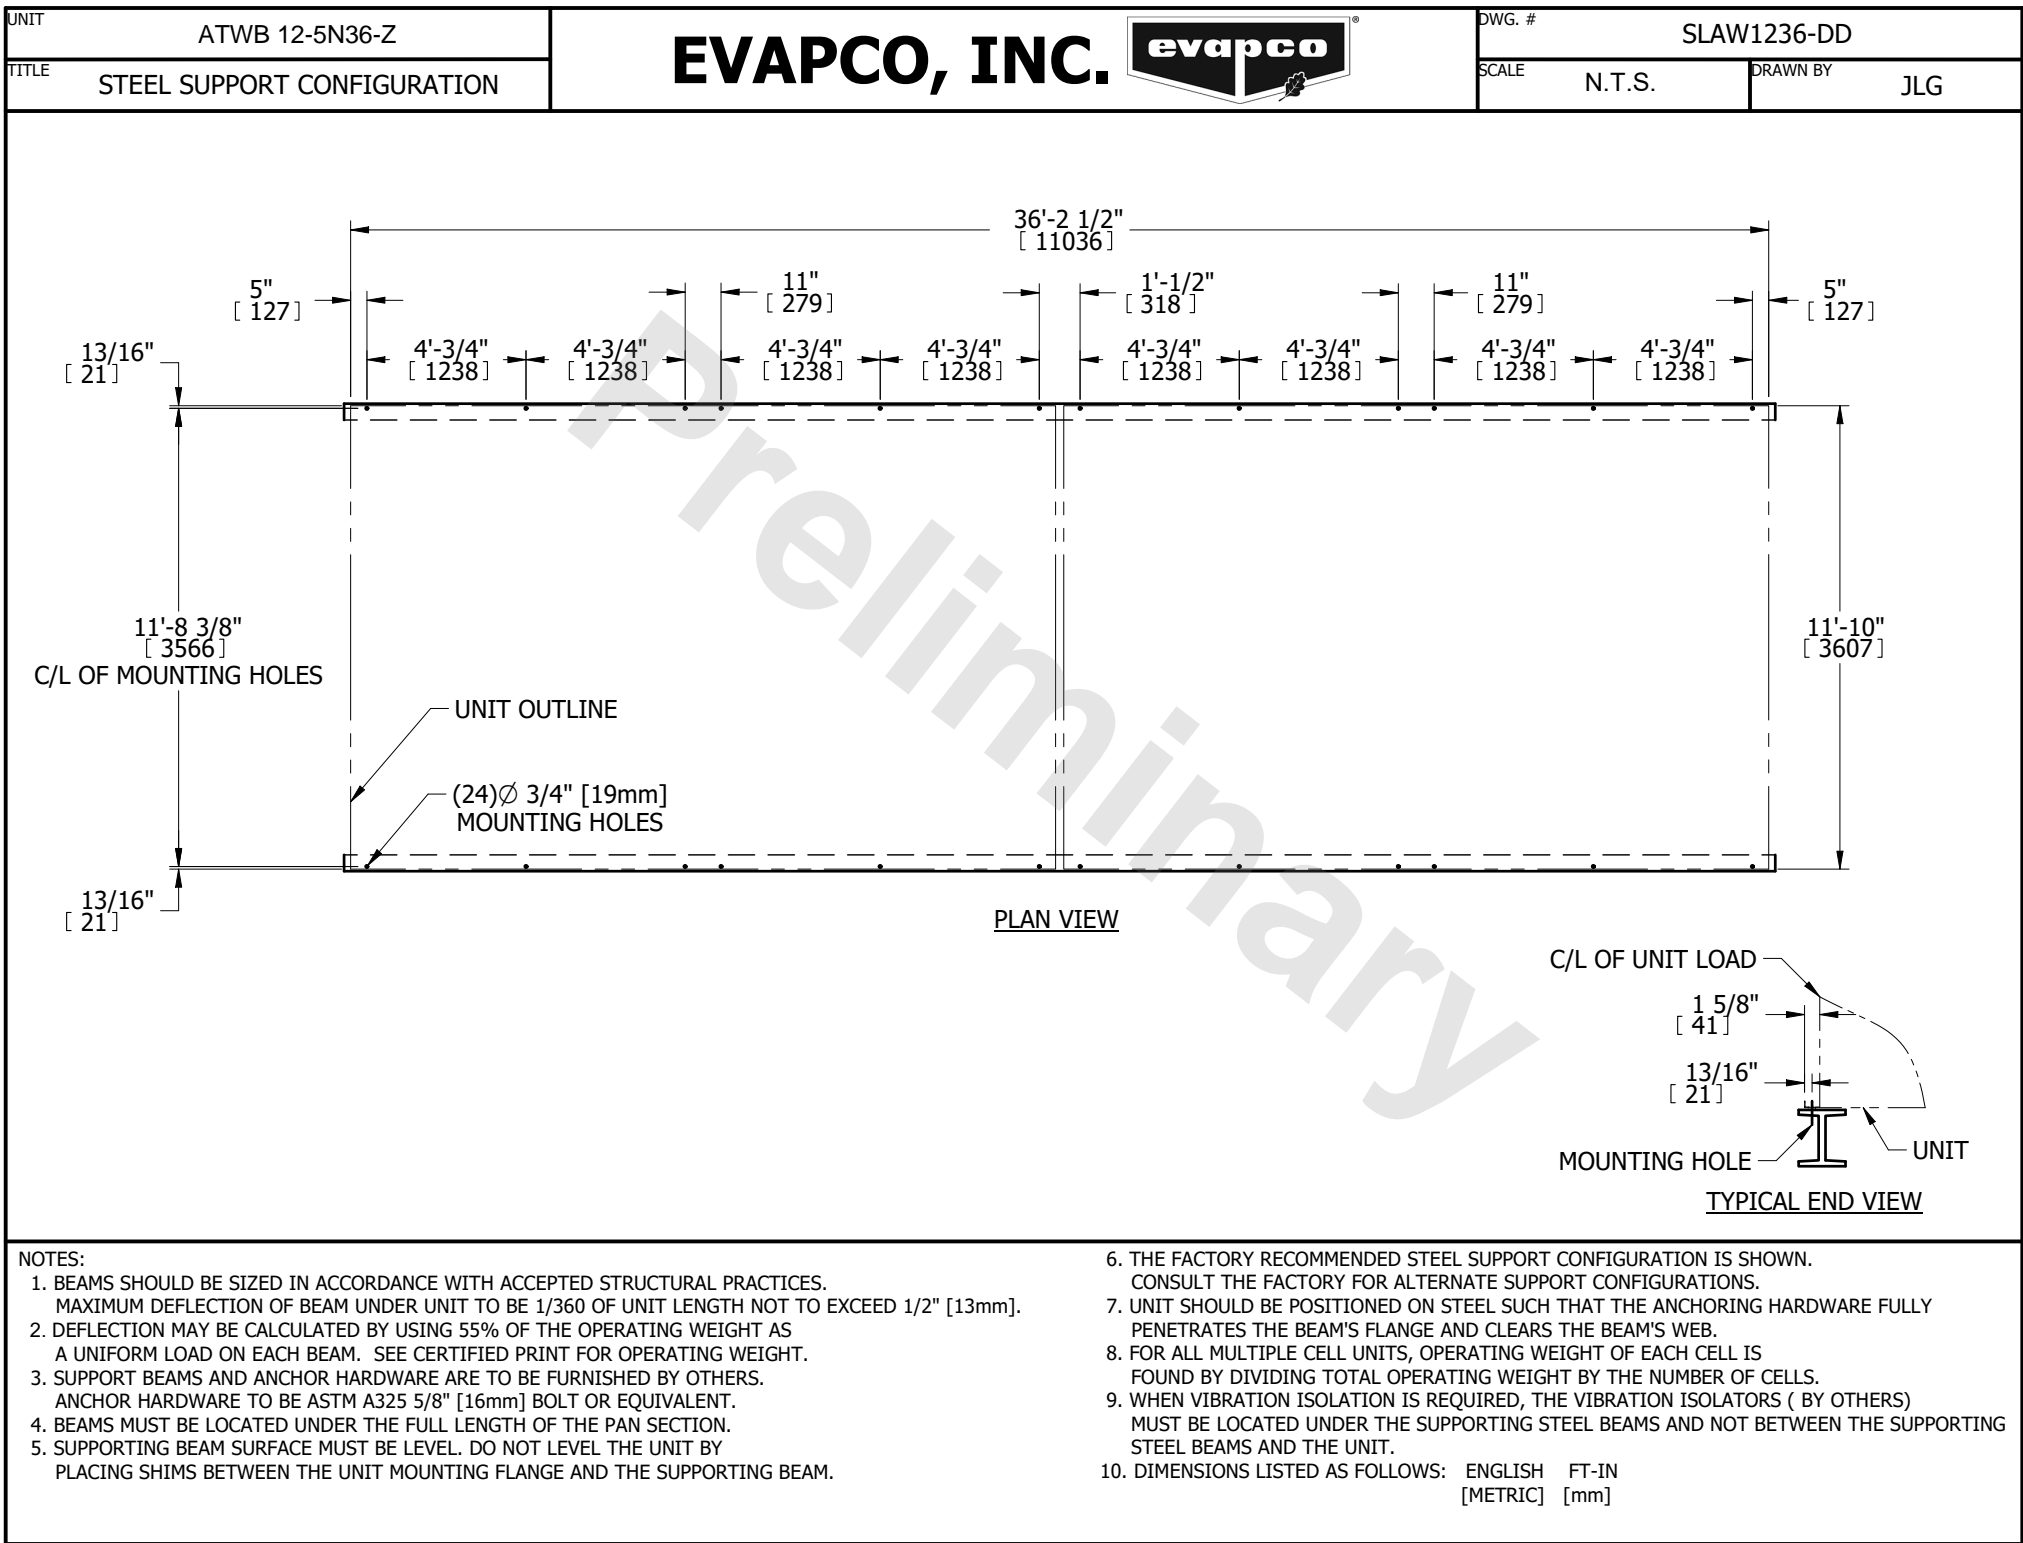 UNIT
ATWB 12-5N36-Z
TITLE
STEEL SUPPORT CONFIGURATION
EVAPCO, INC.
evapco
®
DWG. #
SLAW1236-DD
SCALE
N.T.S.
DRAWN BY
JLG
36'-2 1/2"
[ 11036 ]
5"
[ 127 ]
11"
[ 279 ]
1'-1/2"
[ 318 ]
11"
[ 279 ]
5"
[ 127 ]
13/16"
[ 21 ]
4'-3/4"
[ 1238 ]
4'-3/4"
[ 1238 ]
4'-3/4"
[ 1238 ]
4'-3/4"
[ 1238 ]
4'-3/4"
[ 1238 ]
4'-3/4"
[ 1238 ]
4'-3/4"
[ 1238 ]
4'-3/4"
[ 1238 ]
Preliminary
11'-8 3/8"
[ 3566 ]
C/L OF MOUNTING HOLES
11'-10"
[ 3607 ]
UNIT OUTLINE
(24)∅ 3/4" [19mm]
MOUNTING HOLES
13/16"
[ 21 ]
PLAN VIEW
C/L OF UNIT LOAD
1 5/8"
[ 41 ]
13/16"
[ 21 ]
MOUNTING HOLE
UNIT
TYPICAL END VIEW
NOTES:
1. BEAMS SHOULD BE SIZED IN ACCORDANCE WITH ACCEPTED STRUCTURAL PRACTICES.
MAXIMUM DEFLECTION OF BEAM UNDER UNIT TO BE 1/360 OF UNIT LENGTH NOT TO EXCEED 1/2" [13mm].
2. DEFLECTION MAY BE CALCULATED BY USING 55% OF THE OPERATING WEIGHT AS
A UNIFORM LOAD ON EACH BEAM. SEE CERTIFIED PRINT FOR OPERATING WEIGHT.
3. SUPPORT BEAMS AND ANCHOR HARDWARE ARE TO BE FURNISHED BY OTHERS.
ANCHOR HARDWARE TO BE ASTM A325 5/8" [16mm] BOLT OR EQUIVALENT.
4. BEAMS MUST BE LOCATED UNDER THE FULL LENGTH OF THE PAN SECTION.
5. SUPPORTING BEAM SURFACE MUST BE LEVEL. DO NOT LEVEL THE UNIT BY
PLACING SHIMS BETWEEN THE UNIT MOUNTING FLANGE AND THE SUPPORTING BEAM.
6. THE FACTORY RECOMMENDED STEEL SUPPORT CONFIGURATION IS SHOWN.
CONSULT THE FACTORY FOR ALTERNATE SUPPORT CONFIGURATIONS.
7. UNIT SHOULD BE POSITIONED ON STEEL SUCH THAT THE ANCHORING HARDWARE FULLY
PENETRATES THE BEAM'S FLANGE AND CLEARS THE BEAM'S WEB.
8. FOR ALL MULTIPLE CELL UNITS, OPERATING WEIGHT OF EACH CELL IS
FOUND BY DIVIDING TOTAL OPERATING WEIGHT BY THE NUMBER OF CELLS.
9. WHEN VIBRATION ISOLATION IS REQUIRED, THE VIBRATION ISOLATORS ( BY OTHERS)
MUST BE LOCATED UNDER THE SUPPORTING STEEL BEAMS AND NOT BETWEEN THE SUPPORTING
STEEL BEAMS AND THE UNIT.
10. DIMENSIONS LISTED AS FOLLOWS: ENGLISH FT-IN
[METRIC] [mm]